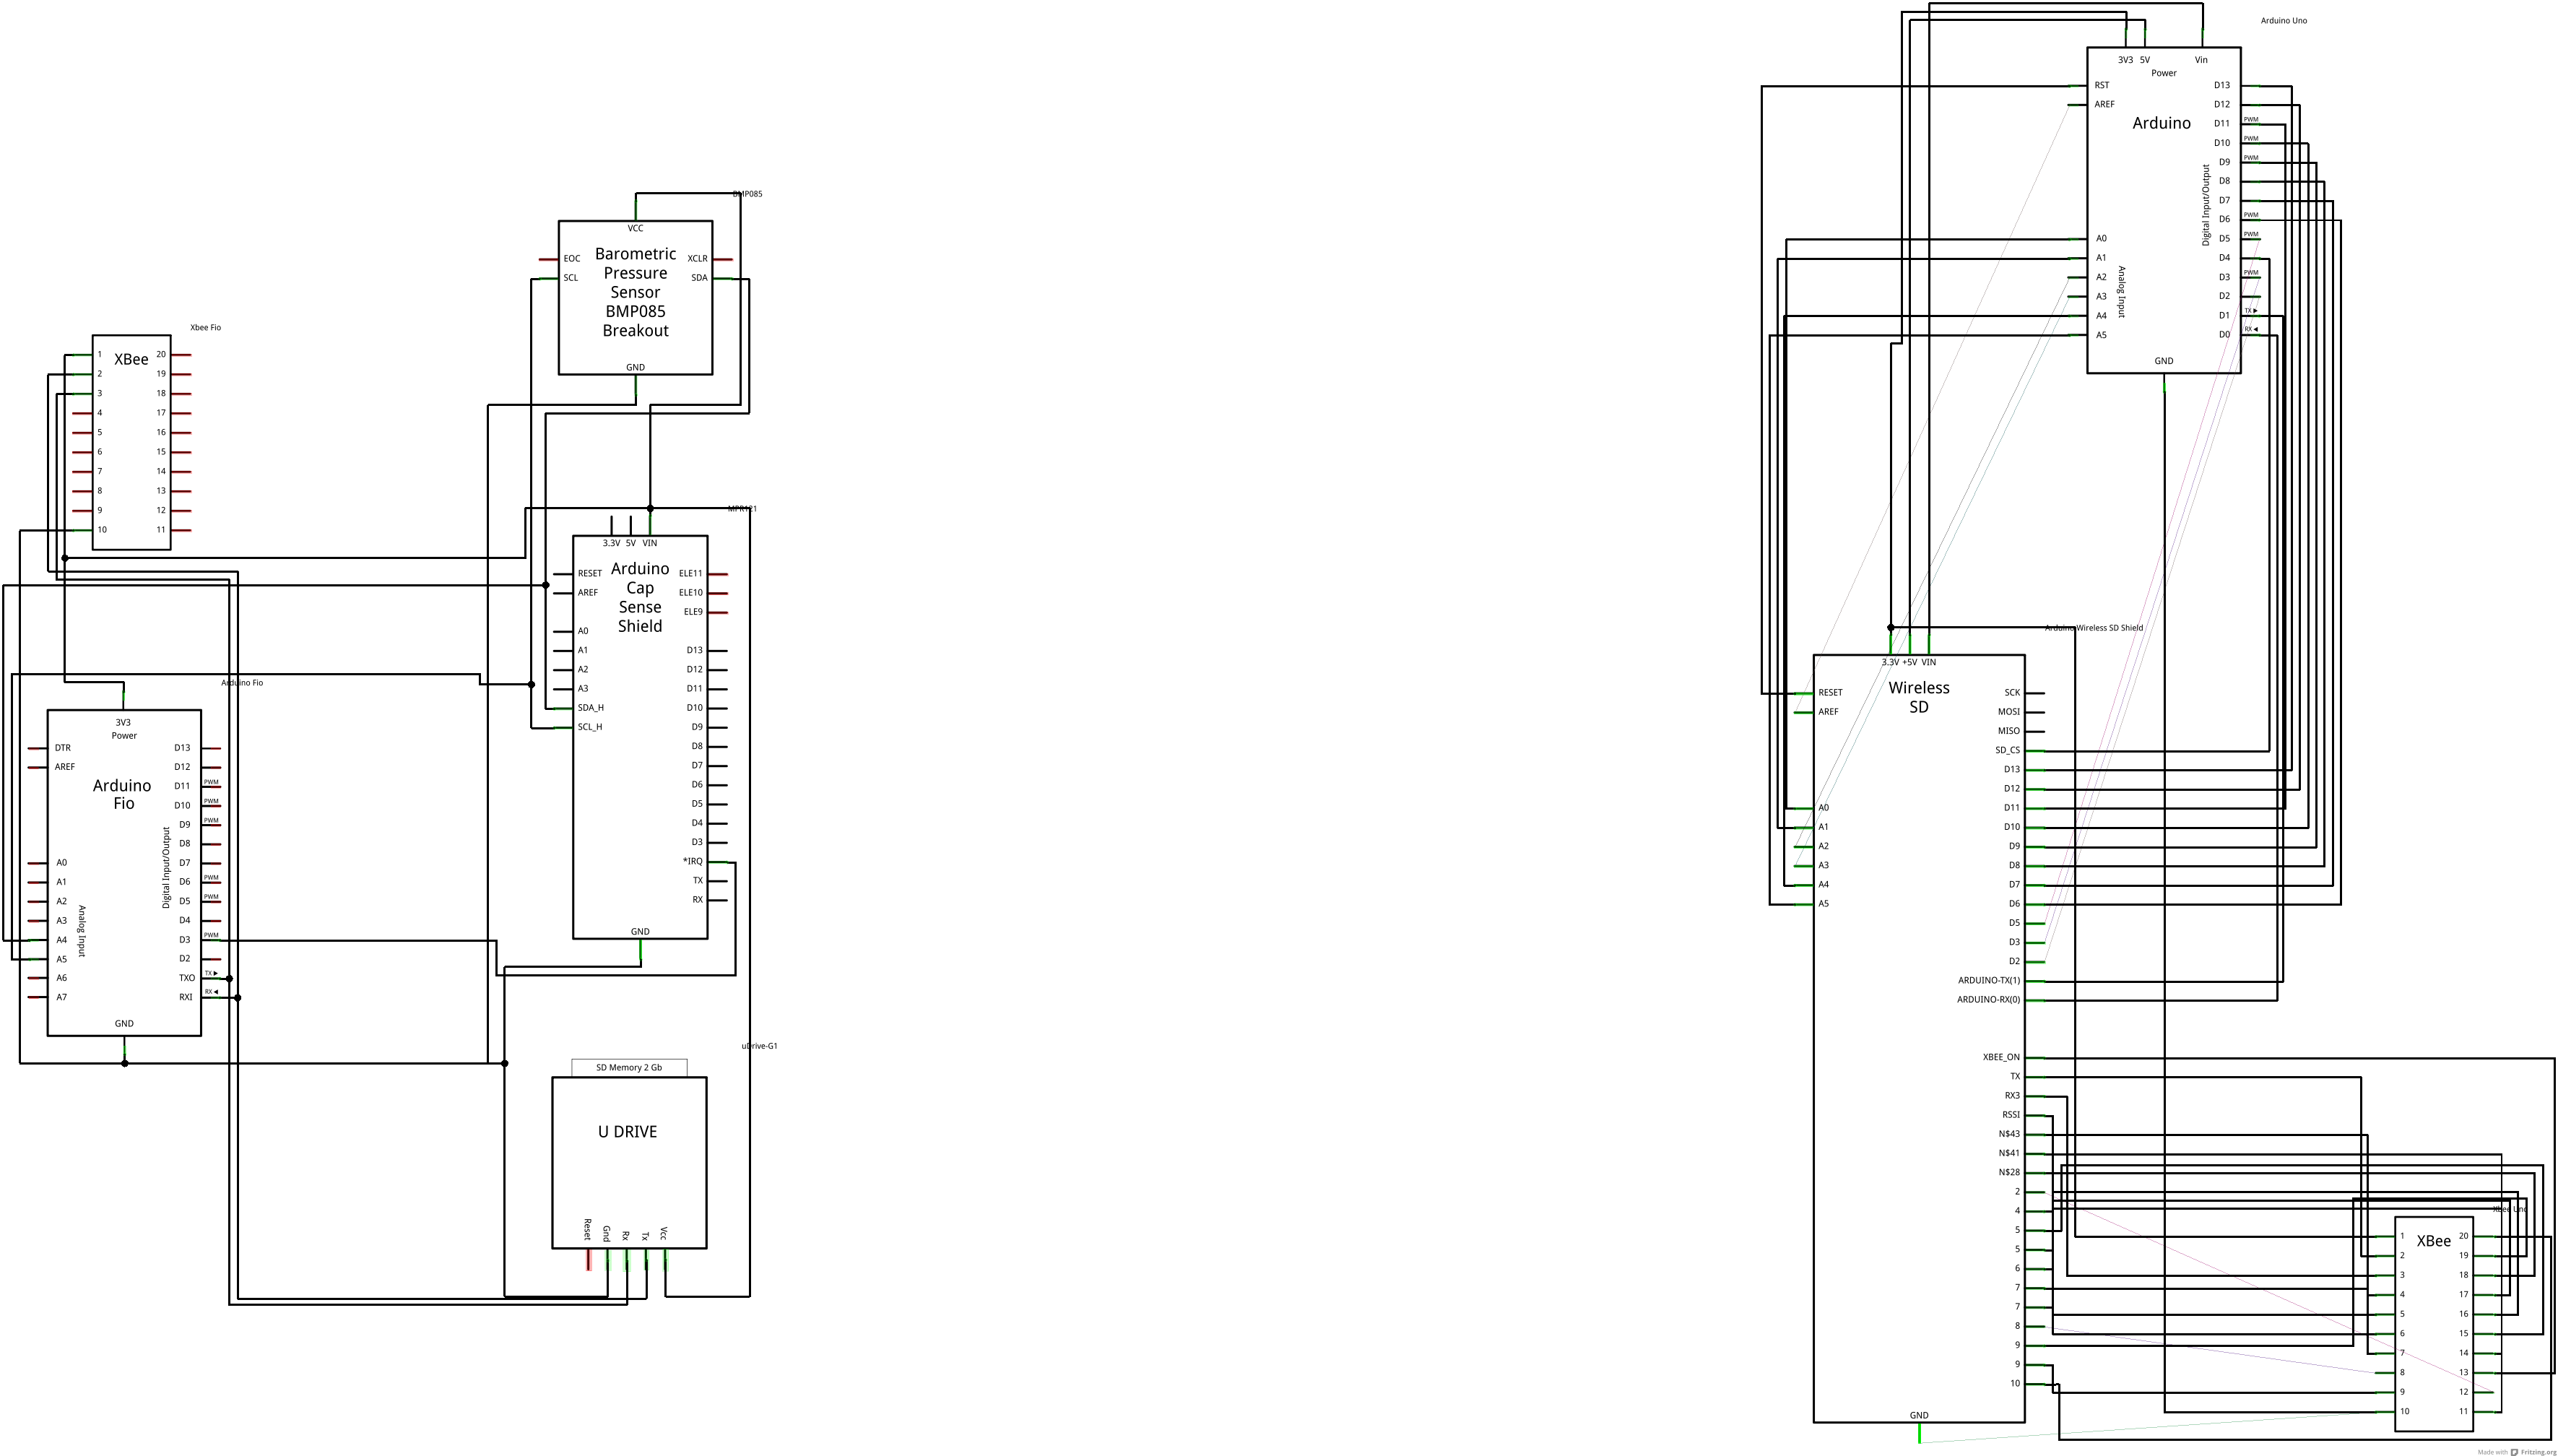 Xbee Fio
XBee
1
2
3
4
5
6
7
8
9
10
20
19
18
17
16
15
14
13
12
11
Arduino Fio
3V3
Power
Arduino
Fio
DTR
AREF
A0
A1
A2
A3
A4
A5
A6
A7
Analog Input
D13
D12
D11
PWM
D10
PWM
D9
PWM
D8
D7
D6
PWM
D5
PWM
D4
D3
PWM
D2
TXO
TX
RXI
RX
Digital Input/Output
GND
BMP085
VCC
Barometric
Pressure
Sensor
BMP085
Breakout
EOC
SCL
XCLR
SDA
GND
MPR121
3.3V 5V VIN
Arduino
Cap
Sense
Shield
RESET
AREF
A0
A1
A2
A3
SDA_H
SCL_H
ELE11
ELE10
ELE9
D13
D12
D11
D10
D9
D8
D7
D6
D5
D4
D3
*IRQ
TX
RX
GND
uDrive-G1
SD Memory 2 Gb
U DRIVE
Reset
Gnd
Rx
Tx
Vcc
Arduino Uno
3V3 5V Vin
Power
Arduino
RST
AREF
A0
A1
A2
A3
A4
A5
Analog Input
D13
D12
D11
PWM
D10
PWM
D9
PWM
D8
D7
D6
PWM
D5
PWM
D4
D3
PWM
D2
D1
TX
D0
RX
Digital Input/Output
GND
Arduino Wireless SD Shield
3.3V +5V VIN
Wireless
SD
RESET
AREF
A0
A1
A2
A3
A4
A5
SCK
MOSI
MISO
SD_CS
D13
D12
D11
D10
D9
D8
D7
D6
D5
D3
D2
ARDUINO-TX(1)
ARDUINO-RX(0)
XBEE_ON
TX
RX3
RSSI
N$43
N$41
N$28
2
4
5
5
6
7
7
8
9
9
10
GND
XBee Uno
XBee
1
2
3
4
5
6
7
8
9
10
20
19
18
17
16
15
14
13
12
11
Made with Fritzing.org